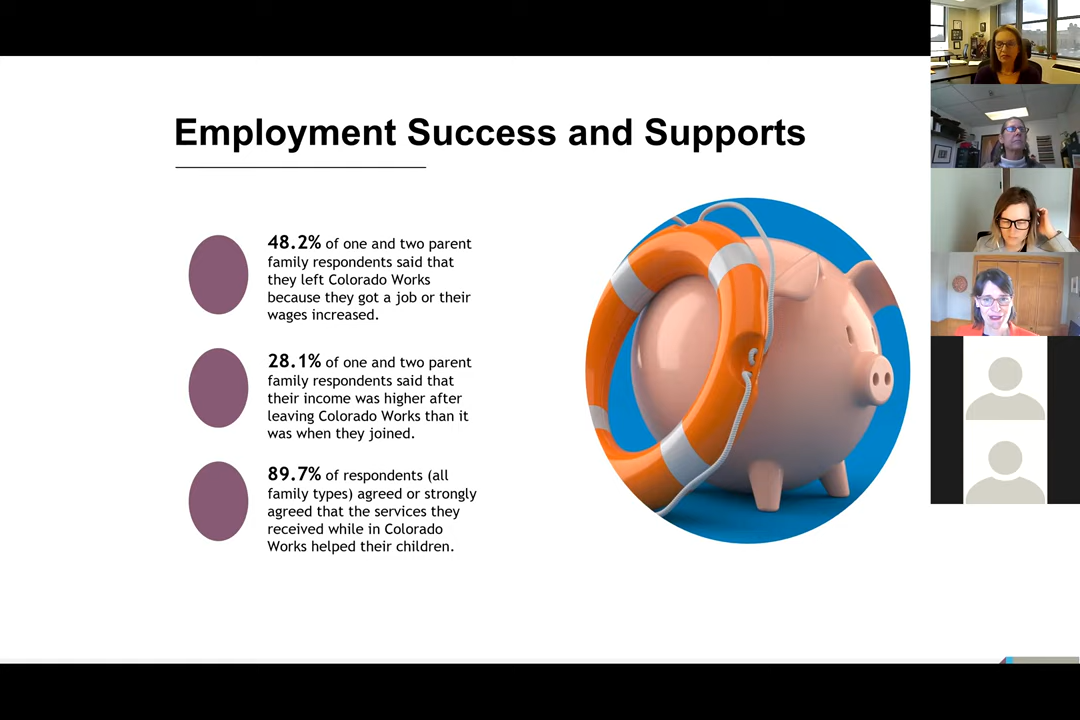 Employment Success and Supports
48.2% of one and two parent
family respondents said that
they left Colorado Works
because they got a job or their
wages increased.
28.1% of one and two parent
family respondents said that
their income was higher after
leaving Colorado Works than it
was when they joined.
89.7% of respondents (all
family types) agreed or strongly
agreed that the services they
received while in Colorado
Works helped their children.